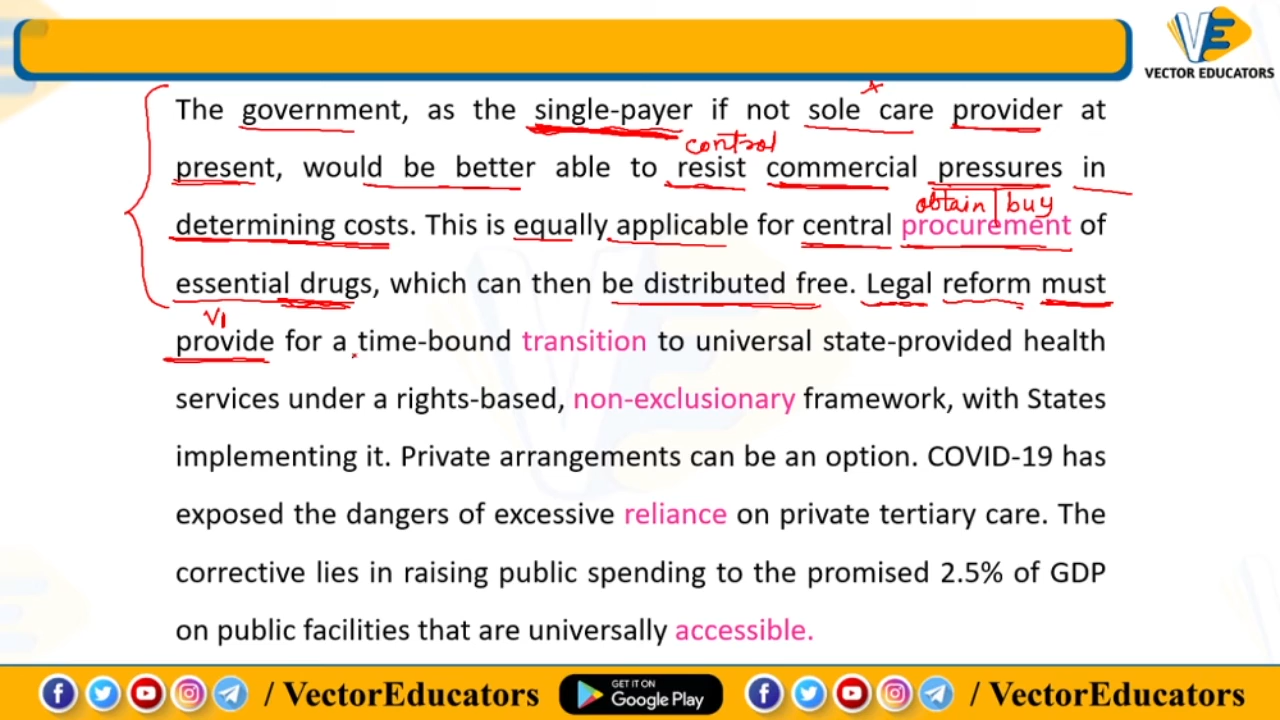 VE
VECTOR EDUCATORS
The government, as the single-payer if not sole care provider at
control
present, would be better able to resist commercial pressures in
obtain | buy
determining costs. This is equally applicable for central procurement of
essential drugs, which can then be distributed free. Legal reform must
V1
provide for a time-bound transition to universal state-provided health
services under a rights-based, non-exclusionary framework, with States
implementing it. Private arrangements can be an option. COVID-19 has
exposed the dangers of excessive reliance on private tertiary care. The
corrective lies in raising public spending to the promised 2.5% of GDP
on public facilities that are universally accessible.
/ VectorEducators GET IT ON Google Play / VectorEducators